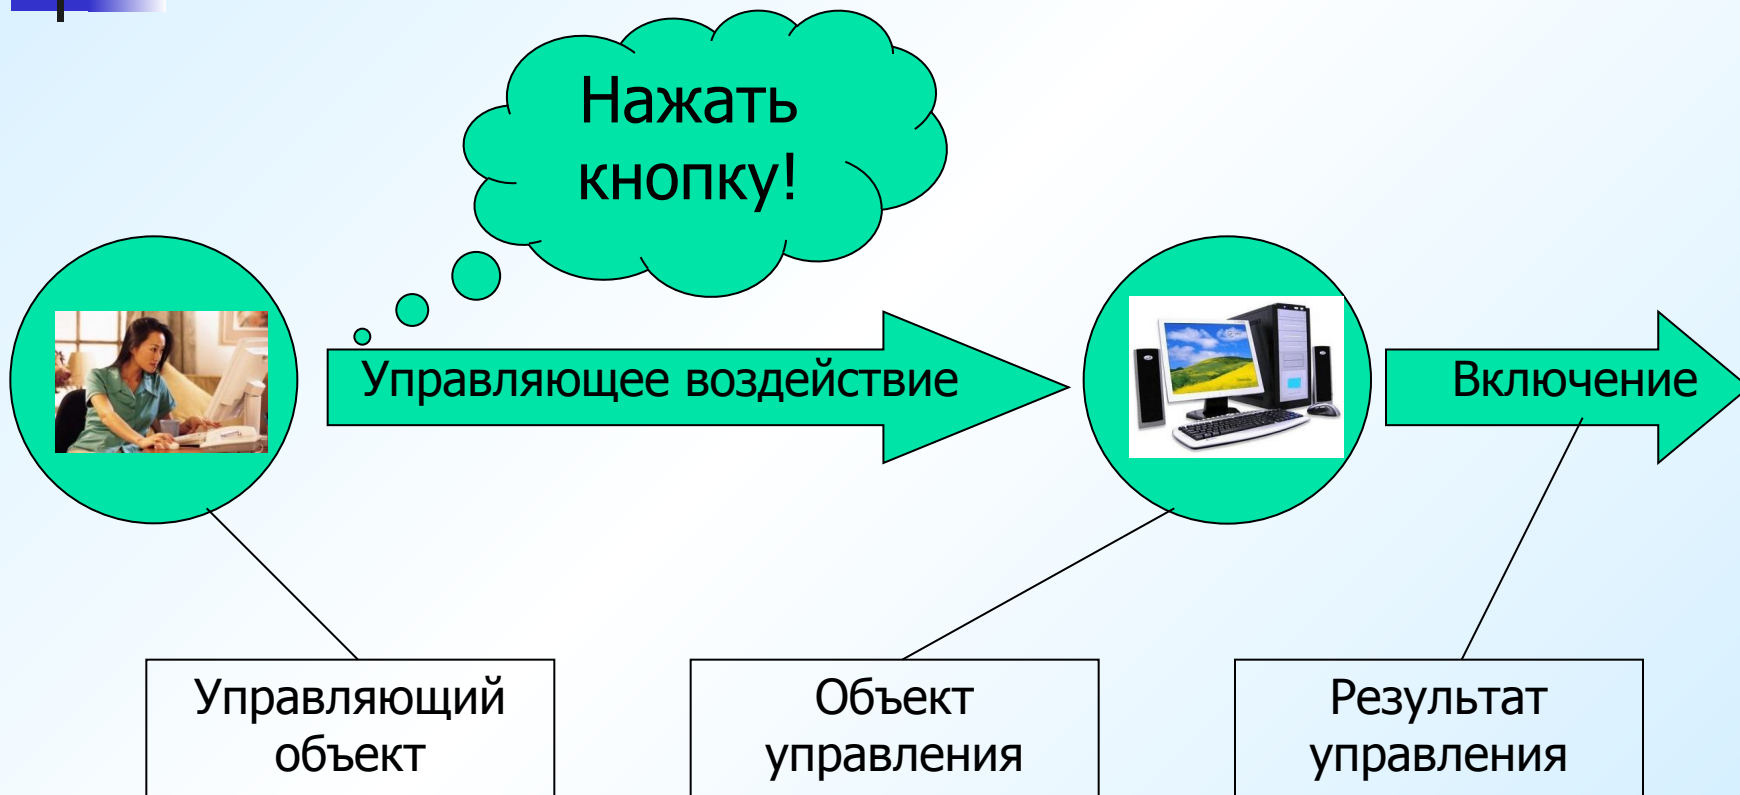 Нажать
кнопку!
Управляющее воздействие
Включение
Управляющий
объект
Объект
управления
Результат
управления